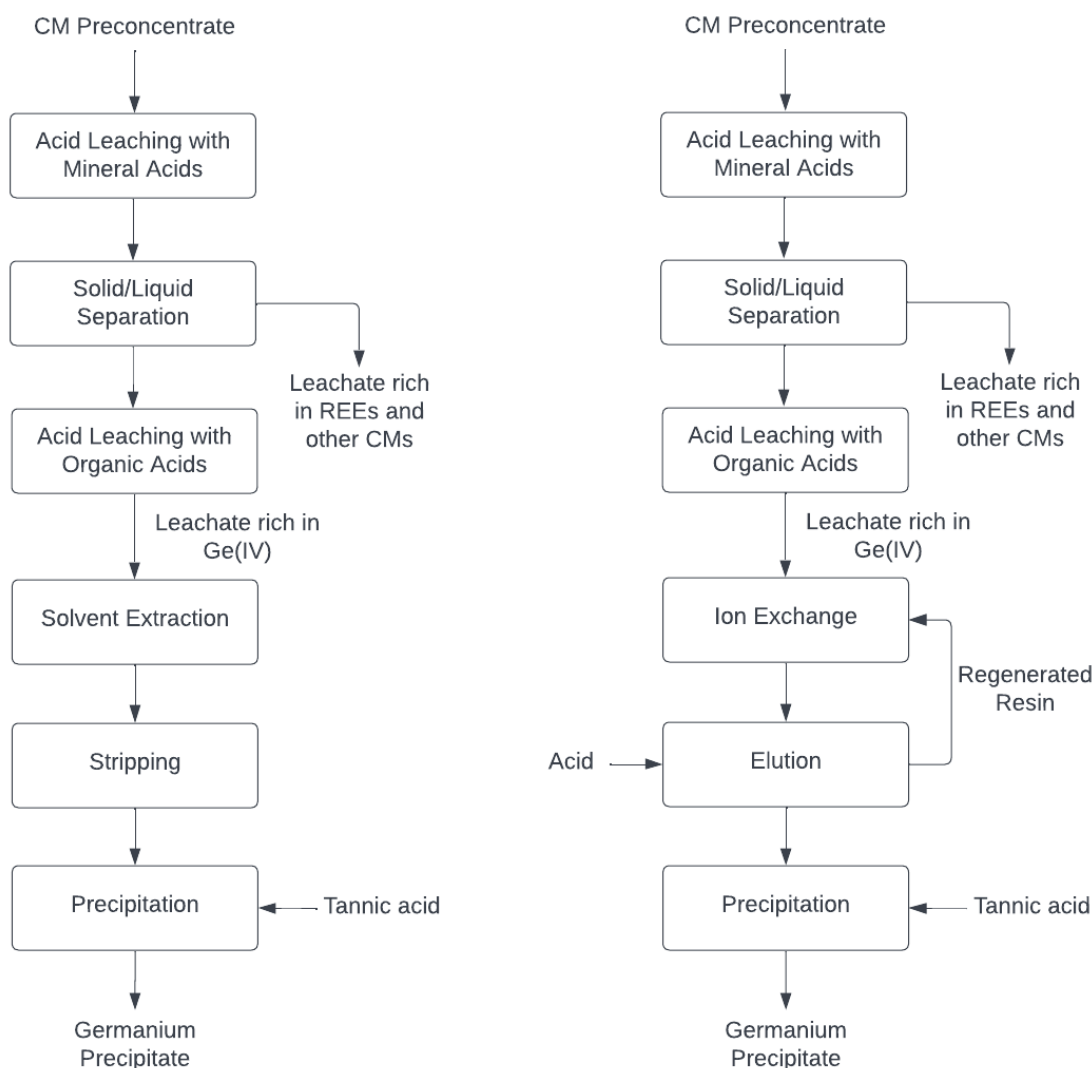 CM Preconcentrate
Acid Leaching with
Mineral Acids
Solid/Liquid
Separation
Leachate rich
in REEs and
other CMs
Acid Leaching with
Organic Acids
Leachate rich in
Ge(IV)
Solvent Extraction
Stripping
Precipitation
Tannic acid
Germanium
Precipitate
CM Preconcentrate
Acid Leaching with
Mineral Acids
Solid/Liquid
Separation
Leachate rich
in REEs and
other CMs
Acid Leaching with
Organic Acids
Leachate rich in
Ge(IV)
Ion Exchange
Regenerated
Resin
Acid
Elution
Precipitation
Tannic acid
Germanium
Precipitate